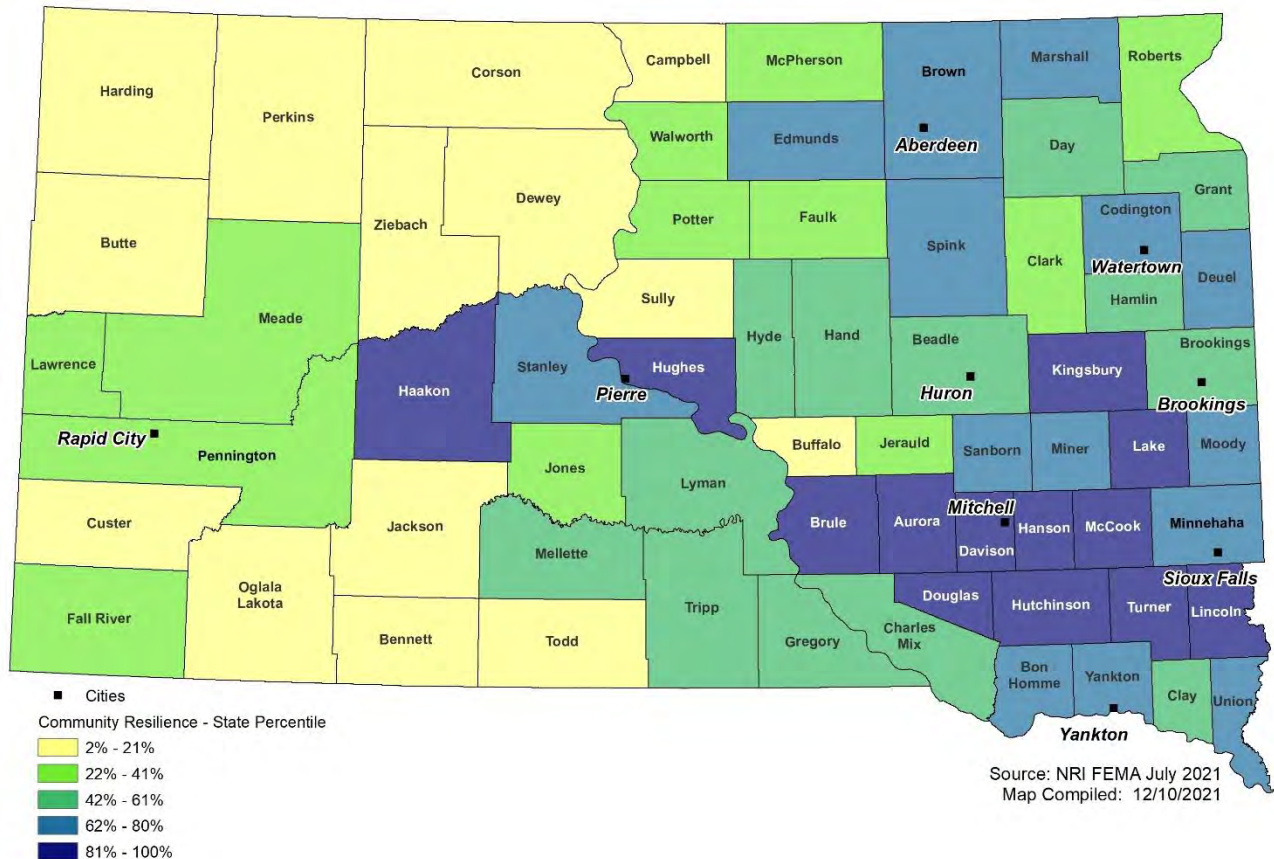 Harding
Perkins
Corson
Campbell
McPherson
Brown
Marshall
Roberts
Walworth
Edmunds
Aberdeen
Day
Butte
Ziebach
Dewey
Potter
Faulk
Spink
Clark
Codington
Grant
Watertown
Hamlin
Deuel
Lawrence
Meade
Sully
Hyde
Hand
Beadle
Huron
Kingsbury
Brookings
Brookings
Haakon
Stanley
Hughes
Pierre
Rapid City
Pennington
Jones
Lyman
Buffalo
Jerauld
Sanborn
Miner
Lake
Moody
Custer
Jackson
Mellette
Brule
Aurora
Mitchell
Davison
Hanson
McCook
Minnehaha
Sioux Falls
Fall River
Oglala
Lakota
Bennett
Todd
Tripp
Gregory
Charles
Mix
Douglas
Hutchinson
Turner
Lincoln
Bon
Homme
Yankton
Clay
Union
Yankton
Cities
Community Resilience - State Percentile
2% - 21%
22% - 41%
42% - 61%
62% - 80%
81% - 100%
Source: NRI FEMA July 2021
Map Compiled: 12/10/2021